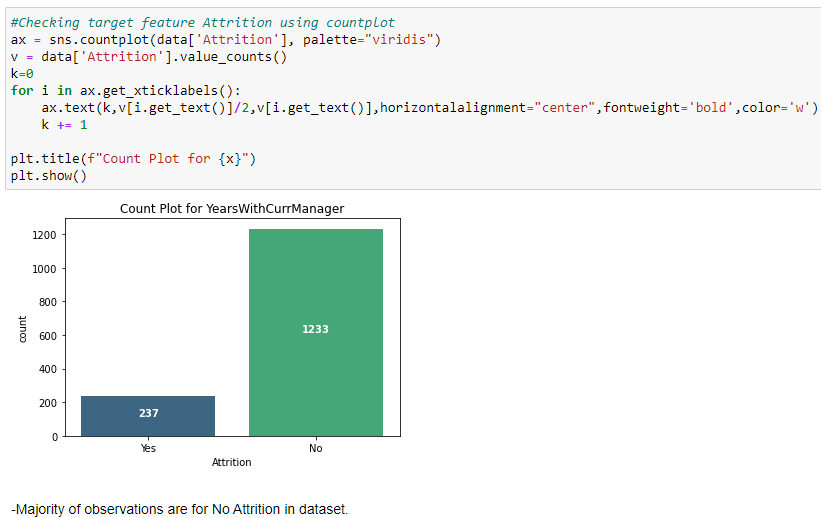 #Checking target feature Attrition using countplot
ax = sns.countplot(data['Attrition'], palette="viridis")
v = data['Attrition'].value_counts()
k=0
for i in ax.get_xticklabels():
    ax.text(k,v[i.get_text()]/2,v[i.get_text()],horizontalalignment="center",fontweight='bold',color='w')
    k += 1
plt.title(f"Count Plot for {x}")
plt.show()
Count Plot for YearsWithCurrManager
1200
1000
800
600
400
200
0
count
1233
237
Yes
No
Attrition
-Majority of observations are for No Attrition in dataset.